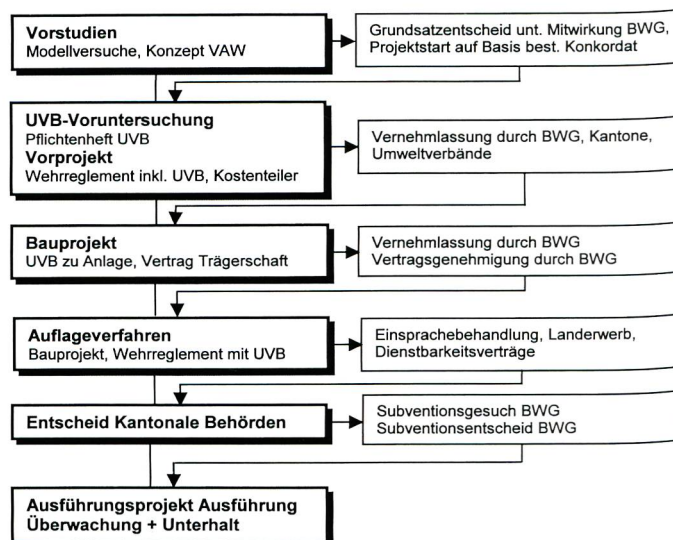 Vorstudien
Modellversuche, Konzept VAW
Grundsatzentscheid unt. Mitwirkung BWG,
Projektstart auf Basis best. Konkordat
UVB-Voruntersuchung
Pflichtenheft UVB
Vorprojekt
Wehrreglement inkl. UVB, Kostenteiler
Vernehmlassung durch BWG, Kantone,
Umweltverbände
Bauprojekt
UVB zu Anlage, Vertrag Trägerschaft
Vernehmlassung durch BWG
Vertragsgenehmigung durch BWG
Auflageverfahren
Bauprojekt, Wehrreglement mit UVB
Einsprachebehandlung, Landerwerb,
Dienstbarkeitsverträge
Entscheid Kantonale Behörden
Subventionsgesuch BWG
Subventionsentscheid BWG
Ausführungsprojekt Ausführung
Überwachung + Unterhalt